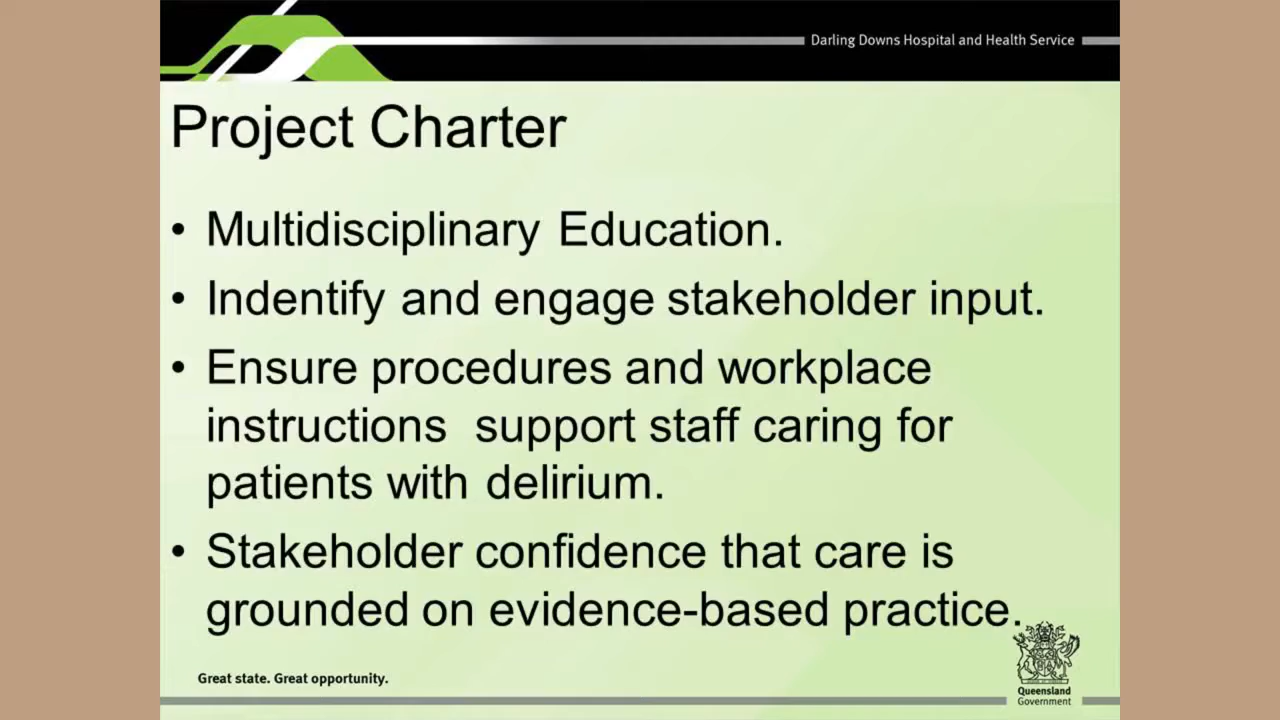 Darling Downs Hospital and Health Service
Project Charter
• Multidisciplinary Education.
• Indentify and engage stakeholder input.
• Ensure procedures and workplace
instructions  support staff caring for
patients with delirium.
• Stakeholder confidence that care is
grounded on evidence-based practice.
Great state. Great opportunity.
Queensland
Government